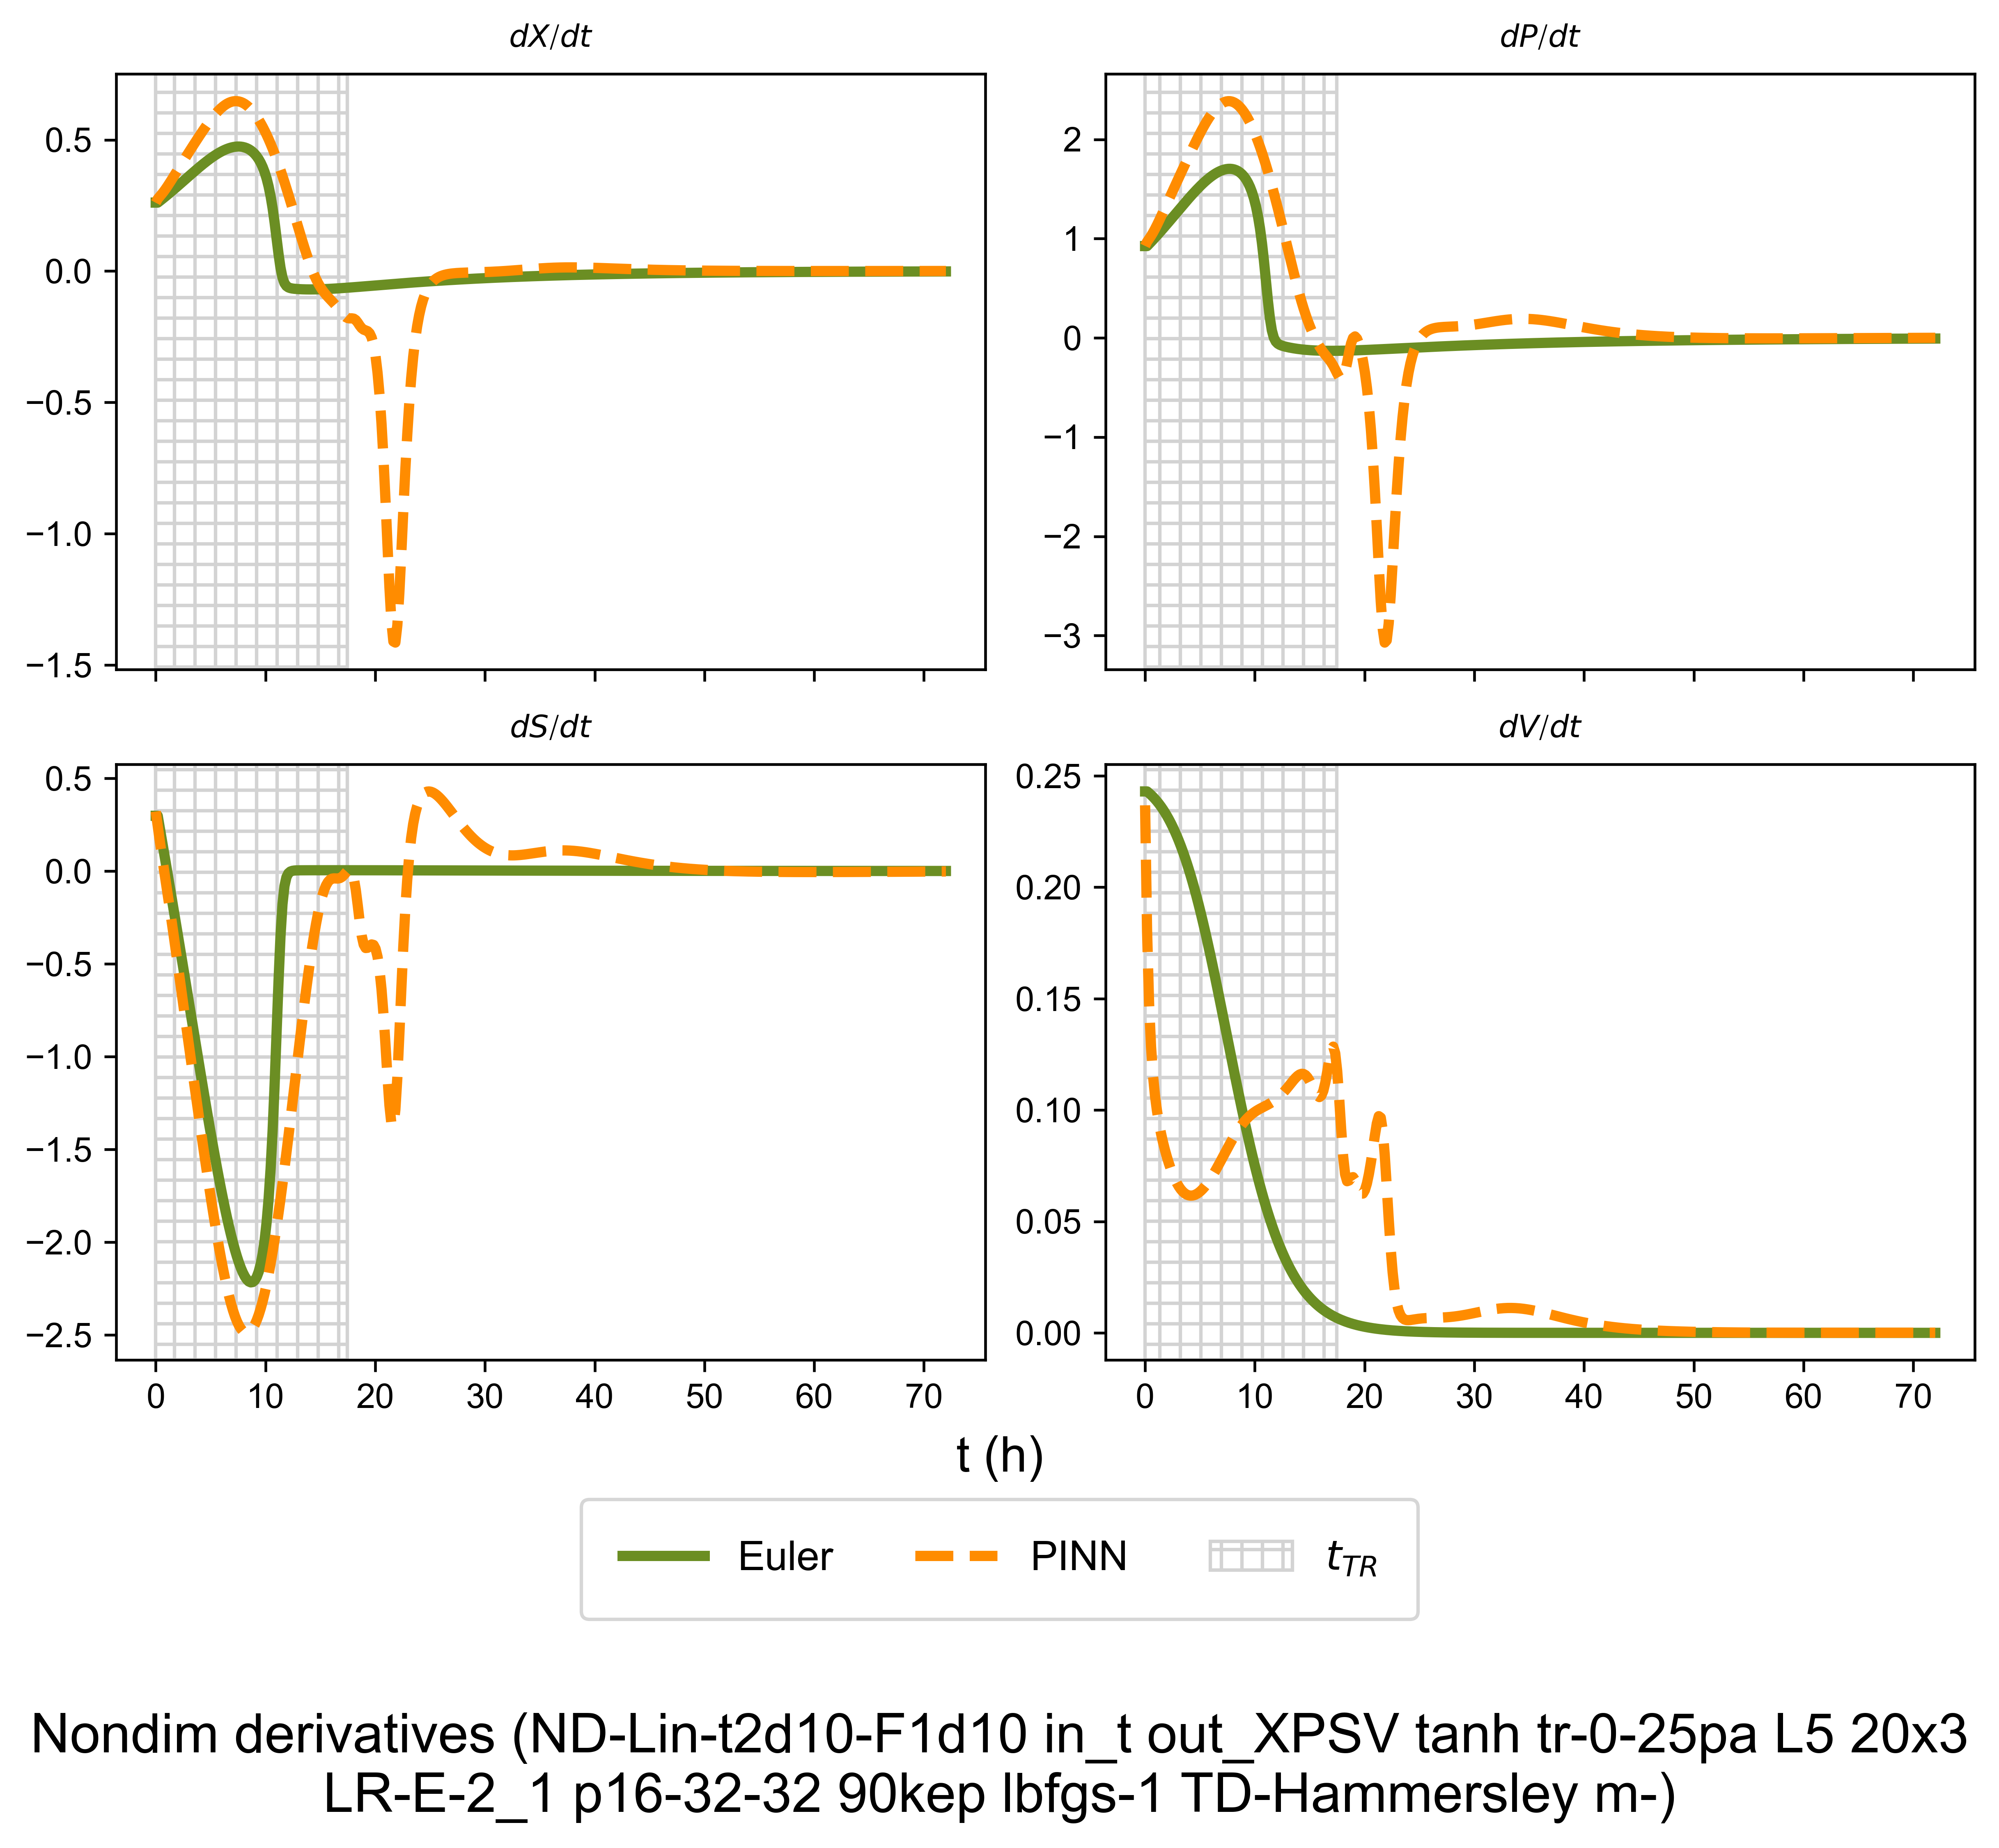 dX/dt
dP/dt
0.5
0.0
−0.5
−1.0
−1.5
2
1
0
−1
−2
−3
dS/dt
dV/dt
0.5
0.0
−0.5
−1.0
−1.5
−2.0
−2.5
0 10 20 30 40 50 60 70
0.25
0.20
0.15
0.10
0.05
0.00
0 10 20 30 40 50 60 70
t (h)
Euler PINN t_TR
Nondim derivatives (ND-Lin-t2d10-F1d10 in_t out_XPSV tanh tr-0-25pa L5 20x3
LR-E-2_1 p16-32-32 90kep lbfgs-1 TD-Hammersley m-)